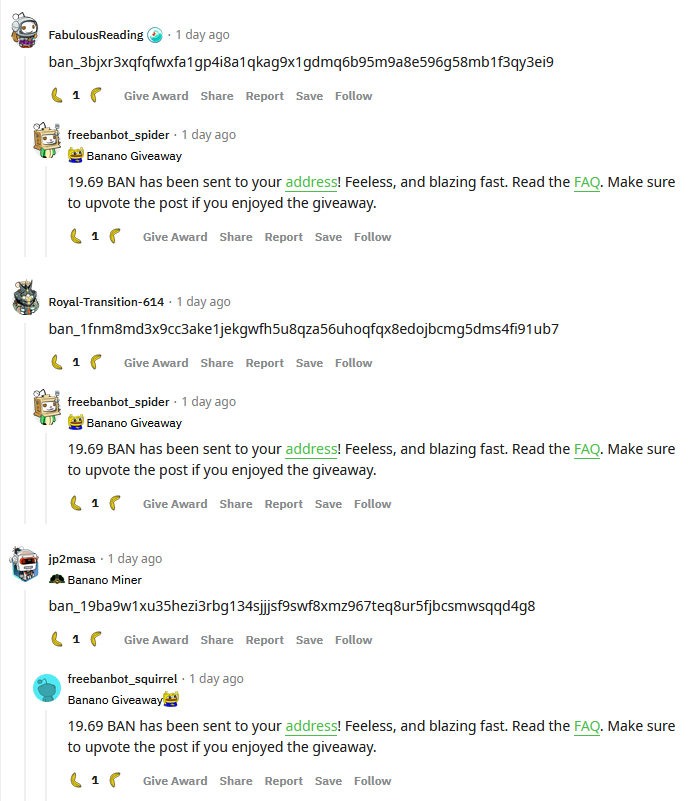 FabulousReading · 1 day ago
ban_3bjxr3xqfqfwxfa1gp4i8a1qkag9x1gdmq6b95m9a8e596g58mb1f3qy3ei9
1 Give Award Share Report Save Follow
freebanbot_spider · 1 day ago
Banano Giveaway
19.69 BAN has been sent to your address! Feeless, and blazing fast. Read the FAQ. Make sure
to upvote the post if you enjoyed the giveaway.
1 Give Award Share Report Save Follow
Royal-Transition-614 · 1 day ago
ban_1fnm8md3x9cc3ake1jekgwfh5u8qza56uhoqfqx8edojbcmg5dms4fi91ub7
1 Give Award Share Report Save Follow
freebanbot_spider · 1 day ago
Banano Giveaway
19.69 BAN has been sent to your address! Feeless, and blazing fast. Read the FAQ. Make sure
to upvote the post if you enjoyed the giveaway.
1 Give Award Share Report Save Follow
jp2masa · 1 day ago
Banano Miner
ban_19ba9w1xu35hezi3rbg134sjjjsf9swf8xmz967teq8ur5fjbcsmwsqqd4g8
1 Give Award Share Report Save Follow
freebanbot_squirrel · 1 day ago
Banano Giveaway
19.69 BAN has been sent to your address! Feeless, and blazing fast. Read the FAQ. Make sure
to upvote the post if you enjoyed the giveaway.
1 Give Award Share Report Save Follow